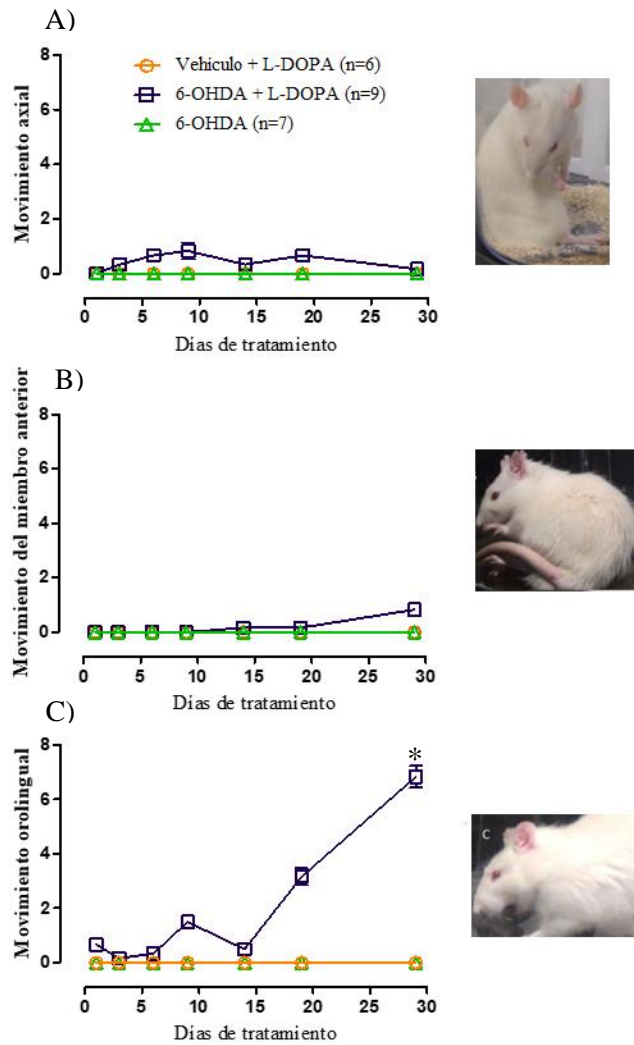 A)
Vehículo + L-DOPA (n=6)
6-OHDA + L-DOPA (n=9)
6-OHDA (n=7)
Movimiento axial
8
6
4
2
0
0 5 10 15 20 25 30
Días de tratamiento
B)
Movimiento del miembro anterior
8
6
4
2
0
0 5 10 15 20 25 30
Días de tratamiento
C)
Movimiento orolingual
8
6
4
2
0
*
0 5 10 15 20 25 30
Días de tratamiento
C